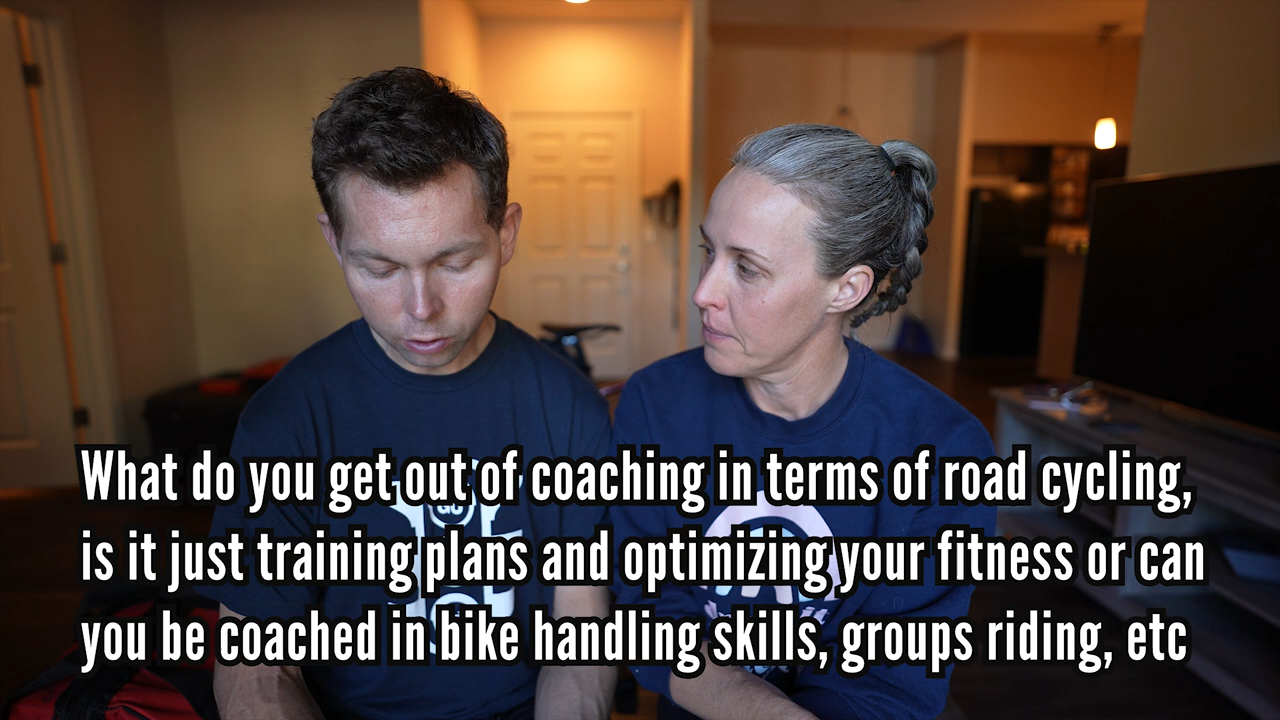 What do you get out of coaching in terms of road cycling,
is it just training plans and optimizing your fitness or can
you be coached in bike handling skills, groups riding, etc
GC